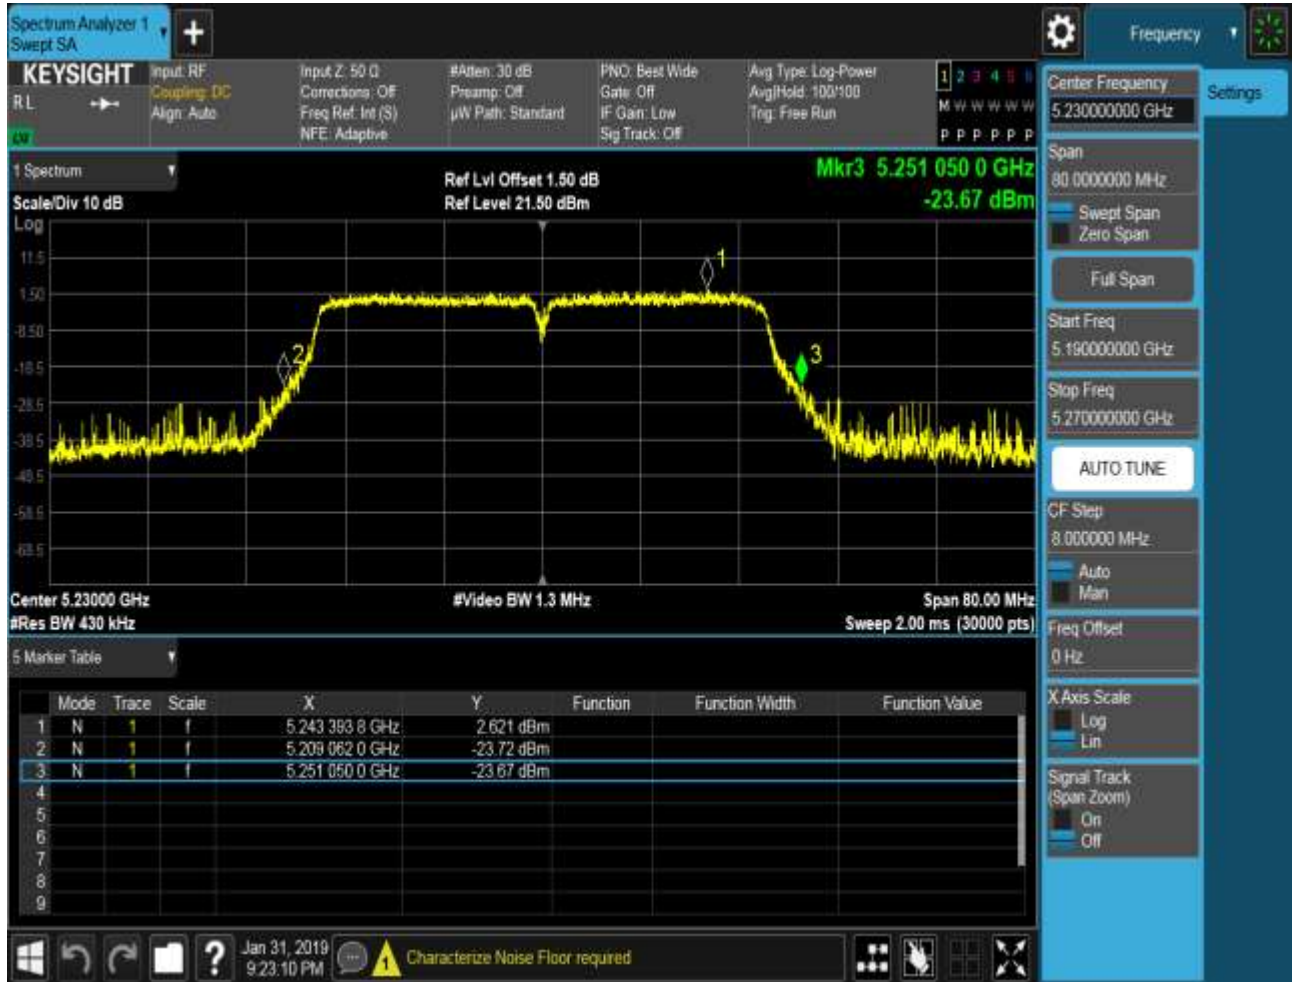 Spectrum Analyzer 1
Swept SA
+
Frequency
KEYSIGHT
RL
Input: RF
Coupling: DC
Align: Auto
Input Z: 50 Ω
Corrections: Off
Freq Ref: Int (S)
NFE: Adaptive
#Atten: 30 dB
Preamp: Off
µW Path: Standard
PNO: Best Wide
Gate: Off
IF Gain: Low
Sig Track: Off
Avg Type: Log-Power
Avg|Hold: 100/100
Trig: Free Run
1 2 3 4 5 6
M W W W W W
P P P P P P
1 Spectrum
Scale/Div 10 dB
Ref Lvl Offset 1.50 dB
Ref Level 21.50 dBm
Mkr3 5.251 050 0 GHz
-23.67 dBm
Log
11.5
1.50
-8.50
-18.5
-28.5
-38.5
-48.5
-58.5
-68.5
1
2
3
Center 5.23000 GHz
#Res BW 430 kHz
#Video BW 1.3 MHz
Span 80.00 MHz
Sweep 2.00 ms (30000 pts)
5 Marker Table
Mode Trace Scale X Y Function Function Width Function Value
1 N 1 f 5.243 393 8 GHz 2.621 dBm
2 N 1 f 5.209 062 0 GHz -23.72 dBm
3 N 1 f 5.251 050 0 GHz -23.67 dBm
4
5
6
7
8
9
?
Jan 31, 2019
9:23:10 PM
1
Characterize Noise Floor required
Center Frequency
5.230000000 GHz
Settings
Span
80.0000000 MHz
Swept Span
Zero Span
Full Span
Start Freq
5.190000000 GHz
Stop Freq
5.270000000 GHz
AUTO TUNE
CF Step
8.000000 MHz
Auto
Man
Freq Offset
0 Hz
X Axis Scale
Log
Lin
Signal Track
(Span Zoom)
On
Off